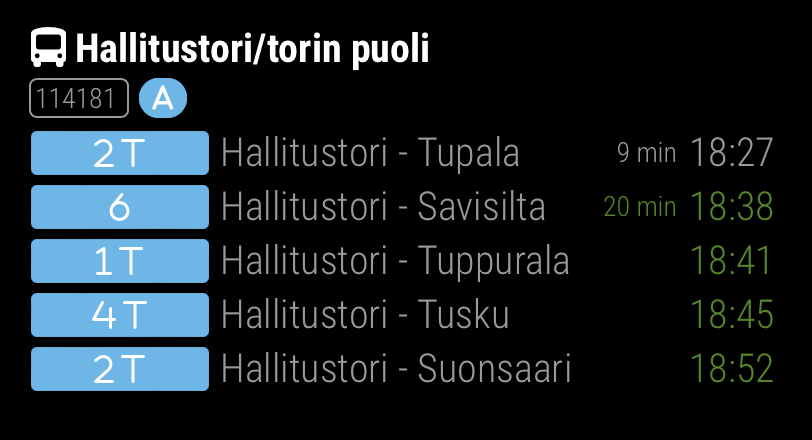 Hallitustori/torin puoli
114181 A
2T Hallitustori - Tupala 9 min 18:27
6 Hallitustori - Savisilta 20 min 18:38
1T Hallitustori - Tuppurala 18:41
4T Hallitustori - Tusku 18:45
2T Hallitustori - Suonsaari 18:52